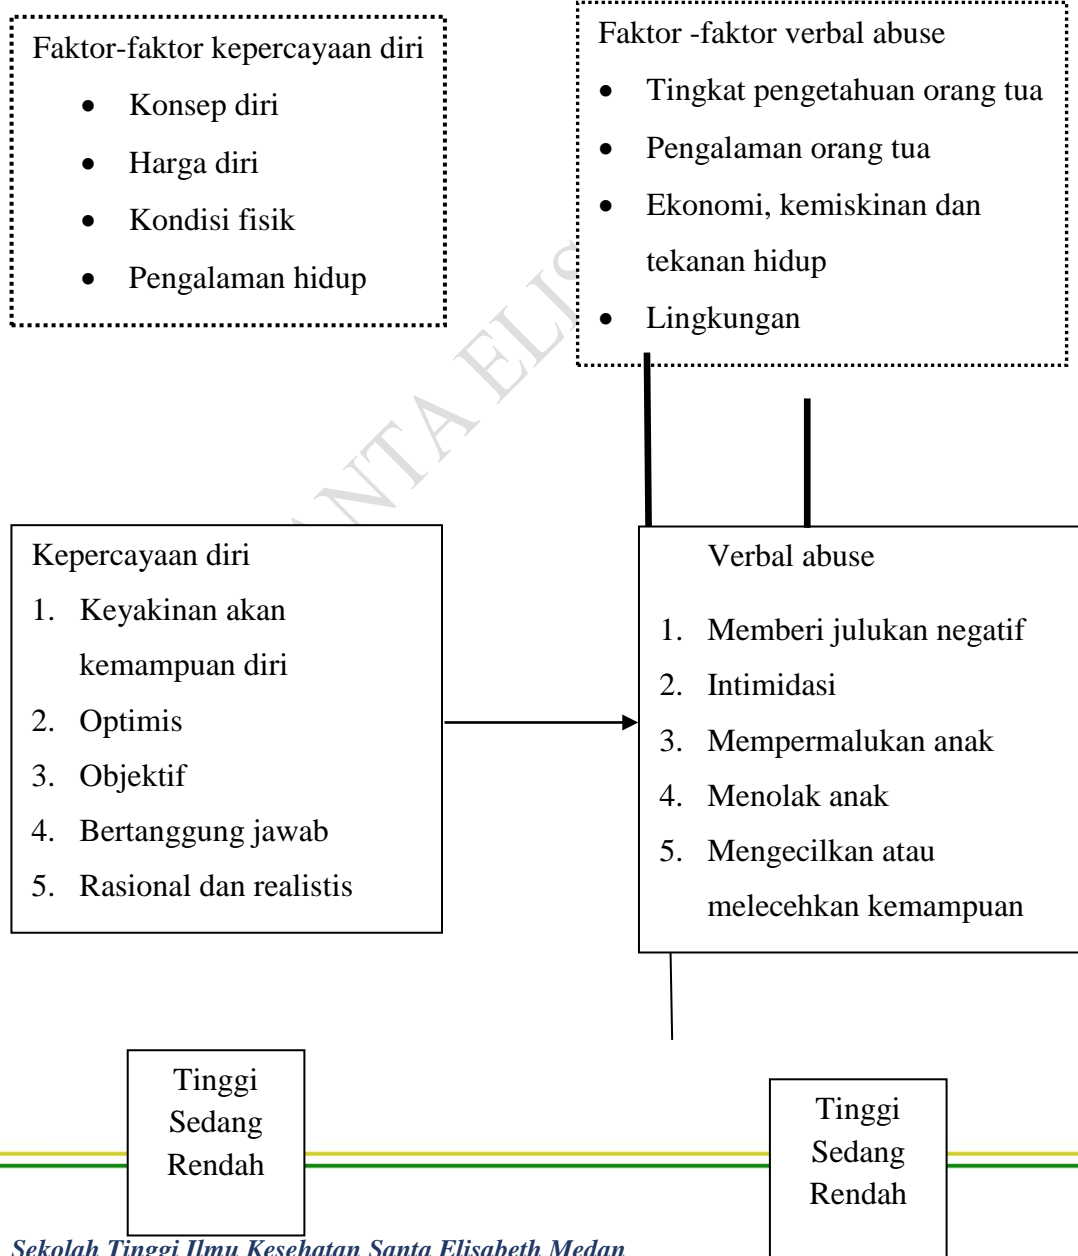 Faktor-faktor kepercayaan diri
• Konsep diri
• Harga diri
• Kondisi fisik
• Pengalaman hidup
Faktor -faktor verbal abuse
• Tingkat pengetahuan orang tua
• Pengalaman orang tua
• Ekonomi, kemiskinan dan
tekanan hidup
• Lingkungan
Kepercayaan diri
1. Keyakinan akan
kemampuan diri
2. Optimis
3. Objektif
4. Bertanggung jawab
5. Rasional dan realistis
Verbal abuse
1. Memberi julukan negatif
2. Intimidasi
3. Mempermalukan anak
4. Menolak anak
5. Mengecilkan atau
melecehkan kemampuan
Tinggi
Sedang
Rendah
Tinggi
Sedang
Rendah
Sekolah Tinggi Ilmu Kesehatan Santa Elisabeth Medan